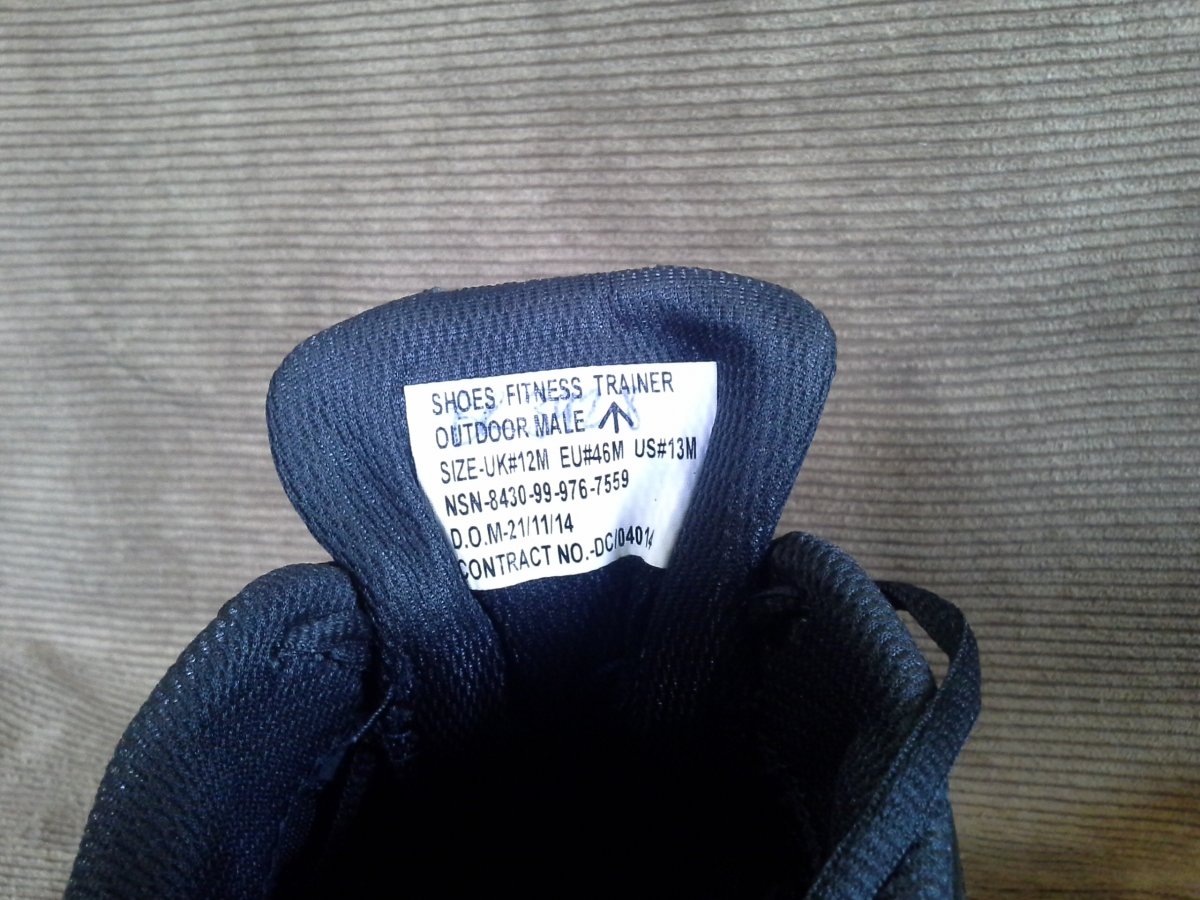 SHOES FITNESS TRAINER
OUTDOOR MALE
SIZE-UK#12M EU#46M US#13M
NSN-8430-99-976-7559
D.O.M-21/11/14
CONTRACT NO.-DC/04014